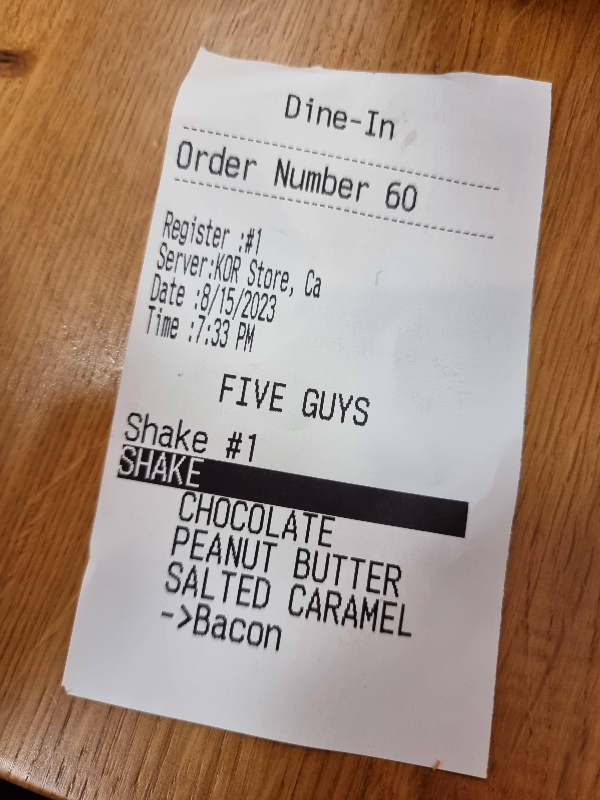 Dine-In
Order Number 60
Register :#1
Server:KOR Store, Ca
Date :8/15/2023
Time :7:33 PM
FIVE GUYS
Shake #1
SHAKE
CHOCOLATE
PEANUT BUTTER
SALTED CARAMEL
->Bacon